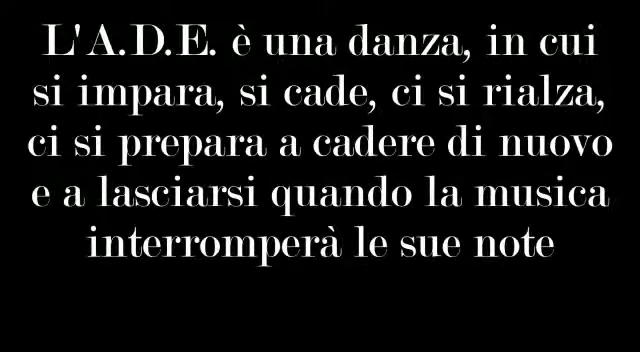 L'A.D.E. è una danza, in cui
si impara, si cade, ci si rialza,
ci si prepara a cadere di nuovo
e a lasciarsi quando la musica
interromperà le sue note